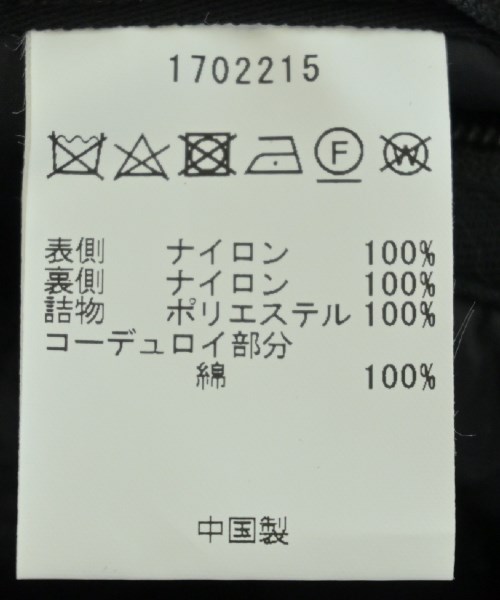 1702215
F W
表側 ナイロン 100%
裏側 ナイロン 100%
詰物 ポリエステル 100%
コーデュロイ部分
綿 100%
中国製